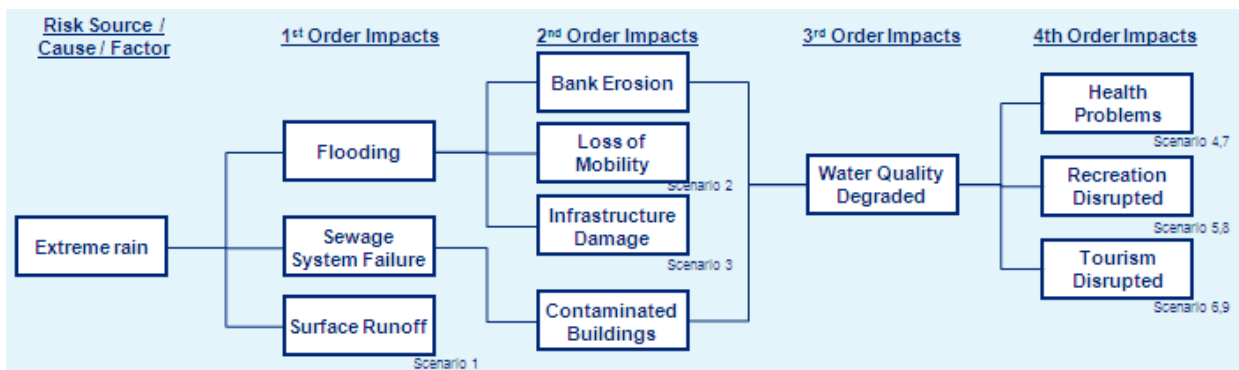 Risk Source /
Cause / Factor
1st Order Impacts
2nd Order Impacts
3rd Order Impacts
4th Order Impacts
Extreme rain
Flooding
Sewage
System Failure
Surface Runoff
Scenario 1
Bank Erosion
Loss of
Mobility
Scenario 2
Infrastructure
Damage
Scenario 3
Contaminated
Buildings
Water Quality
Degraded
Health
Problems
Scenario 4,7
Recreation
Disrupted
Scenario 5,8
Tourism
Disrupted
Scenario 6,9